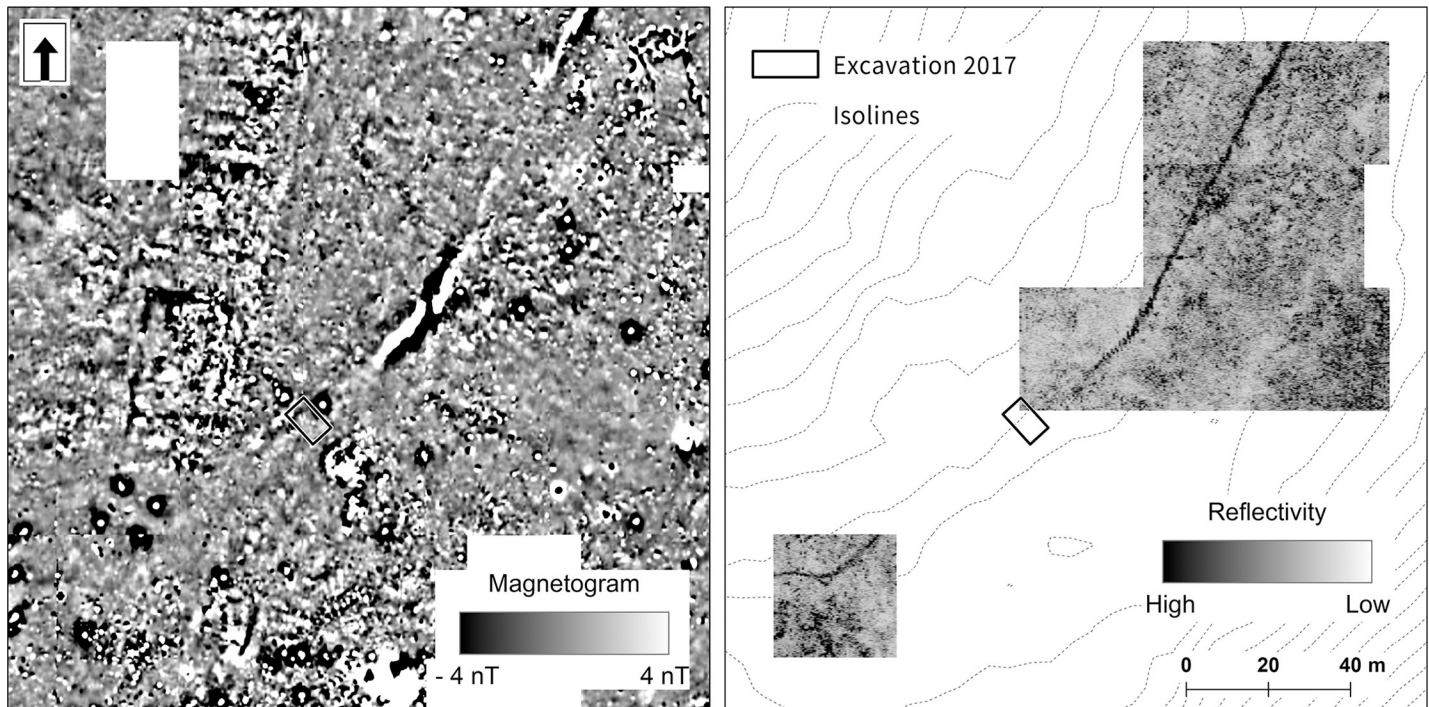 Magnetogram
- 4 nT 4 nT
Excavation 2017
Isolines
Reflectivity
High Low
0 20 40 m